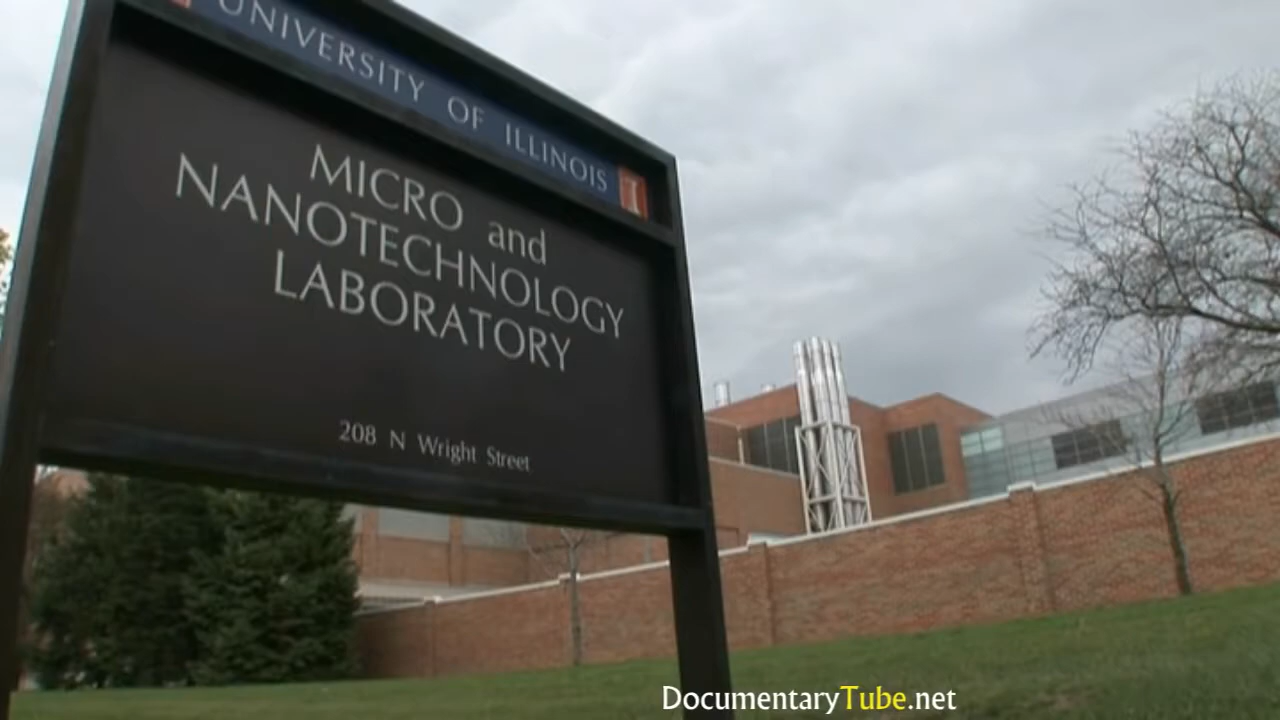 UNIVERSITY OF ILLINOIS I
MICRO and
NANOTECHNOLOGY
LABORATORY
208 N Wright Street
DocumentaryTube.net